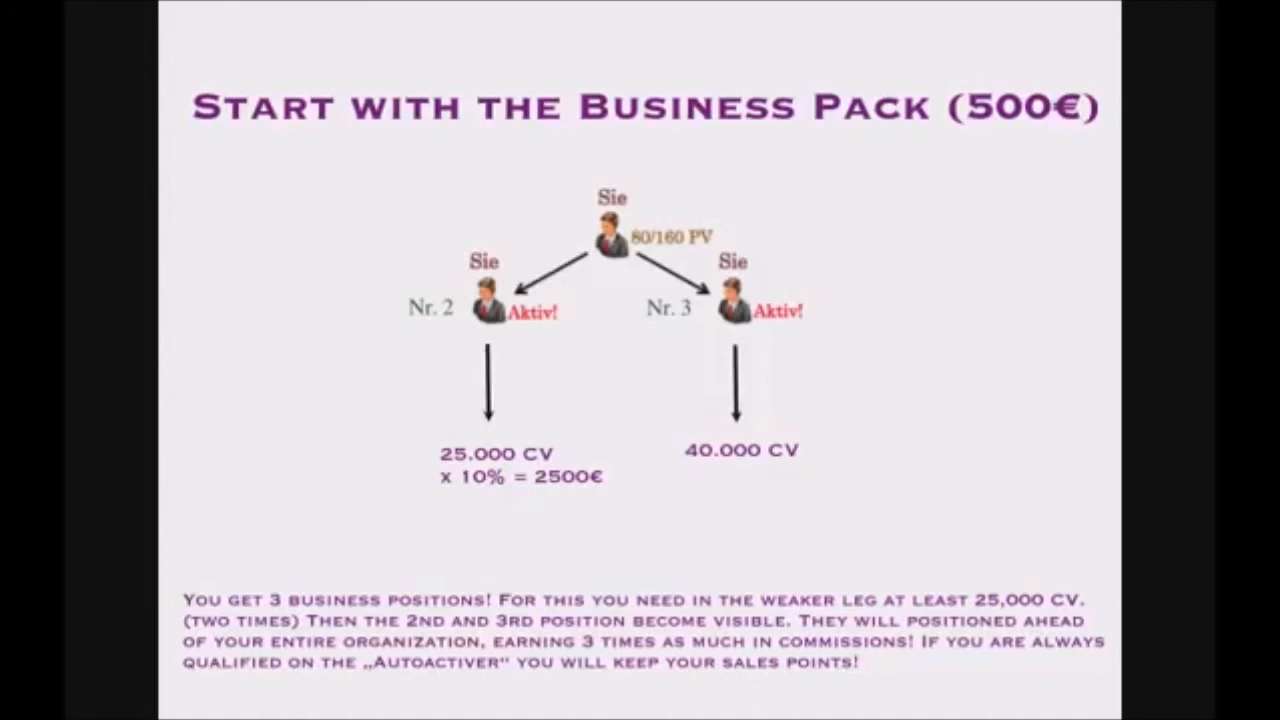 Start with the Business Pack (500€)
Sie
80/160 PV
Sie
Sie
Nr. 2
Aktiv!
Nr. 3
Aktiv!
25.000 CV
x 10% = 2500€
40.000 CV
You get 3 business positions! For this you need in the weaker leg at least 25,000 CV.
(two times) Then the 2nd and 3rd position become visible. They will positioned ahead
of your entire organization, earning 3 times as much in commissions! If you are always
qualified on the „Autoactiver“ you will keep your sales points!